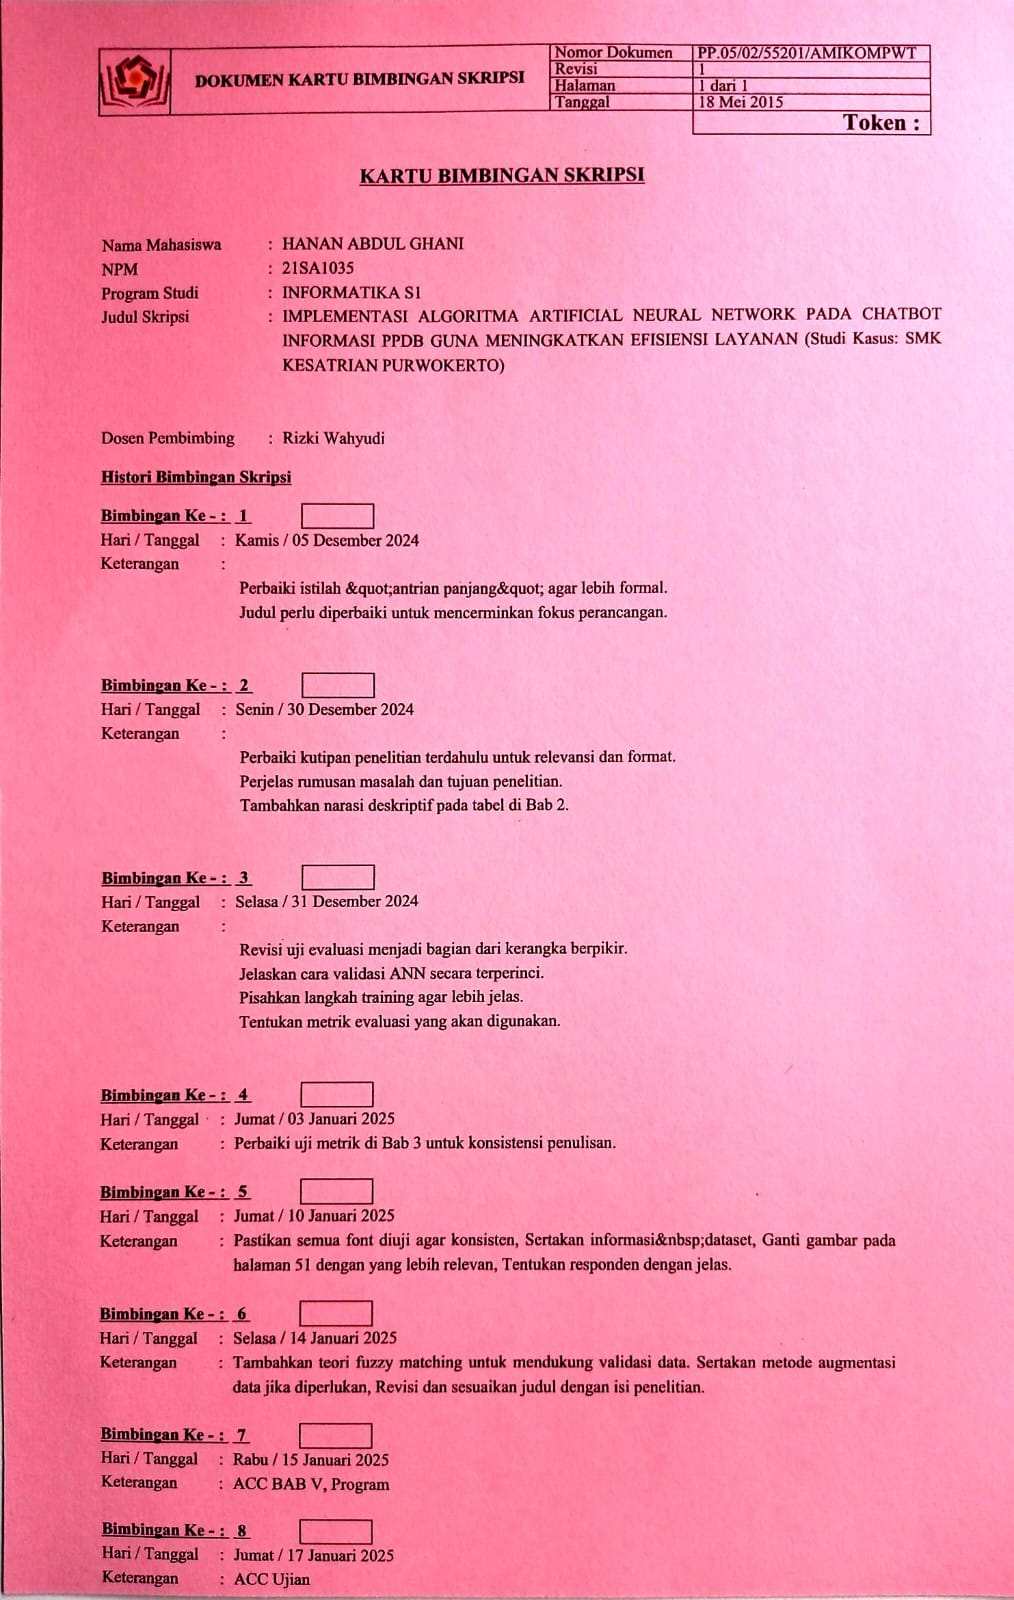 DOKUMEN KARTU BIMBINGAN SKRIPSI
Nomor Dokumen PP.05/02/55201/AMIKOMPWT
Revisi 1
Halaman 1 dari 1
Tanggal 18 Mei 2015
Token :
KARTU BIMBINGAN SKRIPSI
Nama Mahasiswa : HANAN ABDUL GHANI
NPM : 21SA1035
Program Studi : INFORMATIKA S1
Judul Skripsi : IMPLEMENTASI ALGORITMA ARTIFICIAL NEURAL NETWORK PADA CHATBOT
INFORMASI PPDB GUNA MENINGKATKAN EFISIENSI LAYANAN (Studi Kasus: SMK
KESATRIAN PURWOKERTO)
Dosen Pembimbing : Rizki Wahyudi
Histori Bimbingan Skripsi
Bimbingan Ke - : 1
Hari / Tanggal : Kamis / 05 Desember 2024
Keterangan :
Perbaiki istilah &quot;antrian panjang&quot; agar lebih formal.
Judul perlu diperbaiki untuk mencerminkan fokus perancangan.
Bimbingan Ke - : 2
Hari / Tanggal : Senin / 30 Desember 2024
Keterangan :
Perbaiki kutipan penelitian terdahulu untuk relevansi dan format.
Perjelas rumusan masalah dan tujuan penelitian.
Tambahkan narasi deskriptif pada tabel di Bab 2.
Bimbingan Ke - : 3
Hari / Tanggal : Selasa / 31 Desember 2024
Keterangan :
Revisi uji evaluasi menjadi bagian dari kerangka berpikir.
Jelaskan cara validasi ANN secara terperinci.
Pisahkan langkah training agar lebih jelas.
Tentukan metrik evaluasi yang akan digunakan.
Bimbingan Ke - : 4
Hari / Tanggal : Jumat / 03 Januari 2025
Keterangan : Perbaiki uji metrik di Bab 3 untuk konsistensi penulisan.
Bimbingan Ke - : 5
Hari / Tanggal : Jumat / 10 Januari 2025
Keterangan : Pastikan semua font diuji agar konsisten, Sertakan informasi&nbsp;dataset, Ganti gambar pada
halaman 51 dengan yang lebih relevan, Tentukan responden dengan jelas.
Bimbingan Ke - : 6
Hari / Tanggal : Selasa / 14 Januari 2025
Keterangan : Tambahkan teori fuzzy matching untuk mendukung validasi data. Sertakan metode augmentasi
data jika diperlukan, Revisi dan sesuaikan judul dengan isi penelitian.
Bimbingan Ke - : 7
Hari / Tanggal : Rabu / 15 Januari 2025
Keterangan : ACC BAB V, Program
Bimbingan Ke - : 8
Hari / Tanggal : Jumat / 17 Januari 2025
Keterangan : ACC Ujian